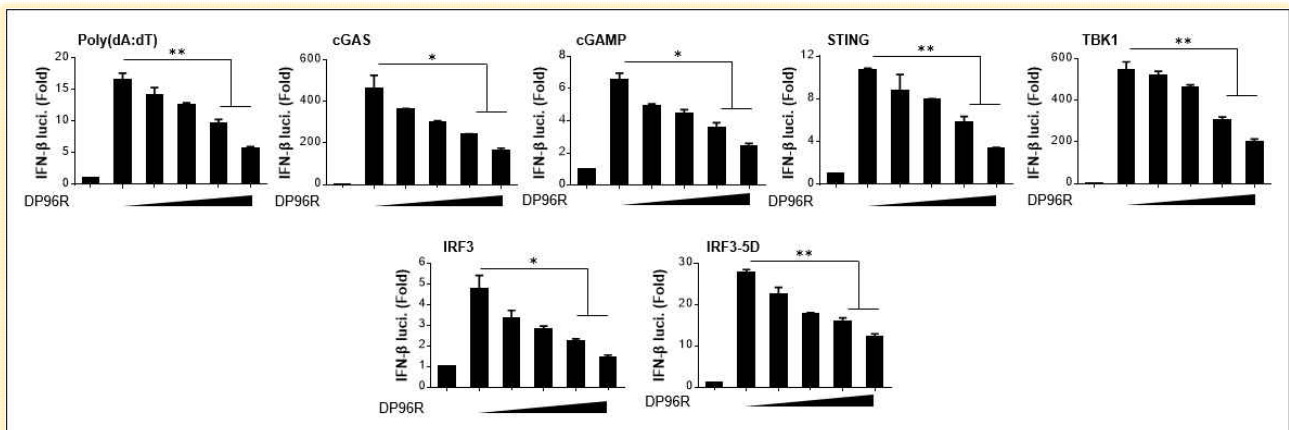 Poly(dA:dT)
**
IFN-β luci. (Fold)
20
15
10
5
0
DP96R
cGAS
*
IFN-β luci. (Fold)
600
400
200
0
DP96R
cGAMP
*
IFN-β luci. (Fold)
8
6
4
2
0
DP96R
STING
**
IFN-β luci. (Fold)
12
8
4
0
DP96R
TBK1
**
IFN-β luci. (Fold)
600
400
200
0
DP96R
IRF3
*
IFN-β luci. (Fold)
6
5
4
3
2
1
0
DP96R
IRF3-5D
**
IFN-β luci. (Fold)
30
20
10
0
DP96R